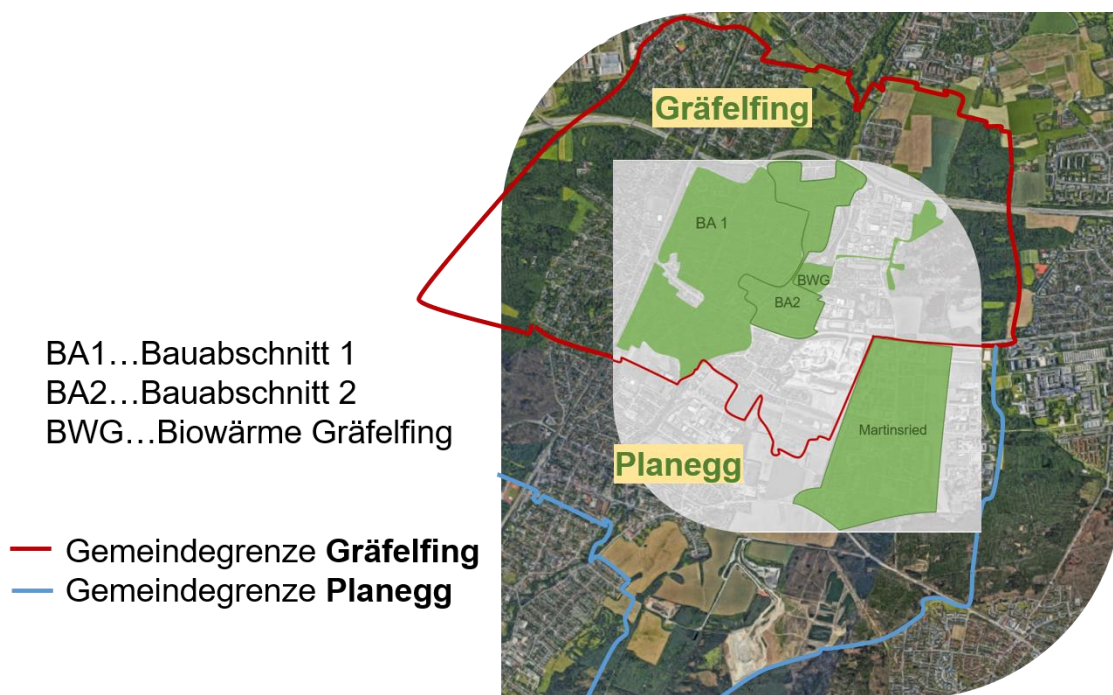 Gräfelfing
BA 1
BWG
BA2
BA1…Bauabschnitt 1
BA2…Bauabschnitt 2
BWG…Biowärme Gräfelfing
Martinsried
Planegg
Gemeindegrenze Gräfelfing
Gemeindegrenze Planegg